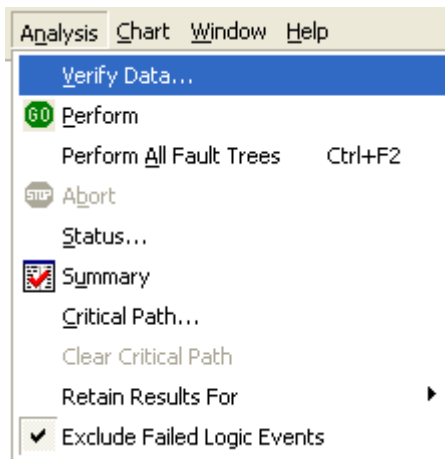 Analysis Chart Window Help
Verify Data...
GO Perform
Perform All Fault Trees Ctrl+F2
STOP Abort
Status...
Summary
Critical Path...
Clear Critical Path
Retain Results For
Exclude Failed Logic Events